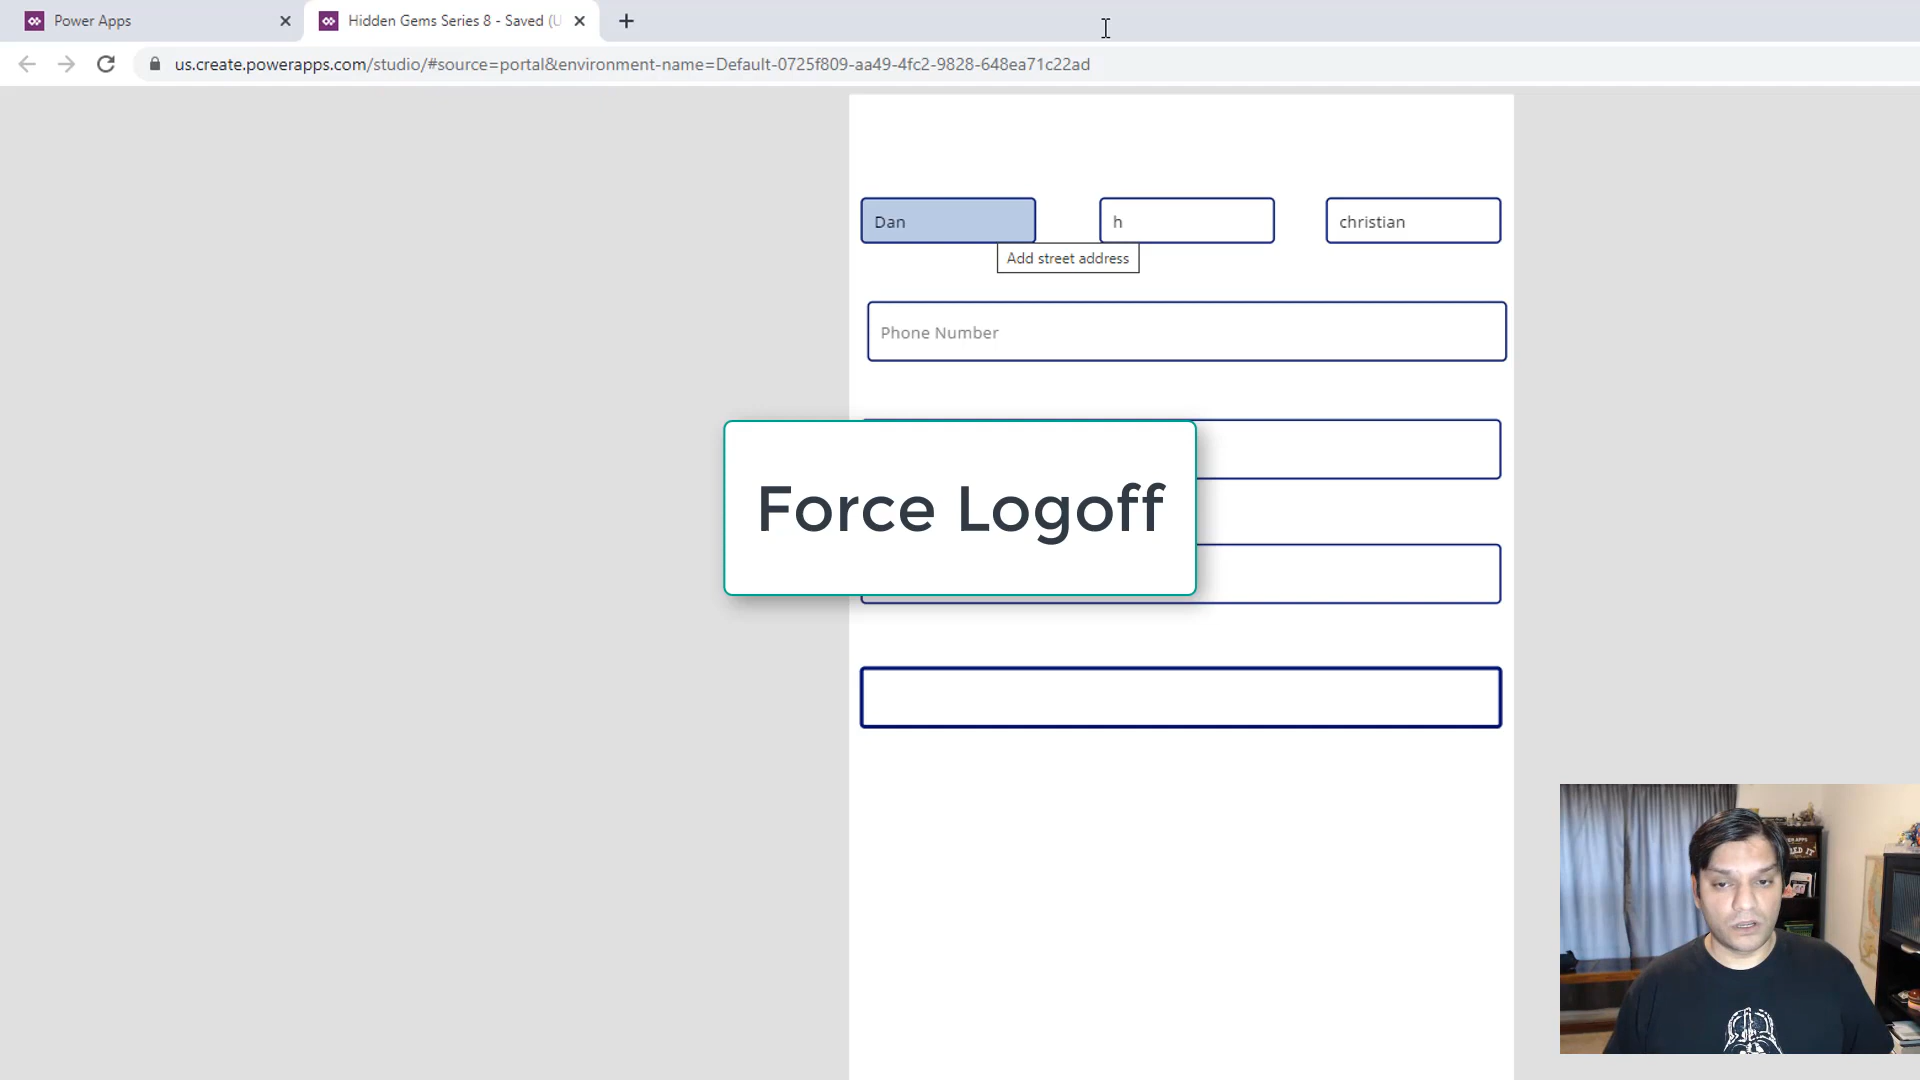 Power Apps
Hidden Gems Series 8 - Saved (U
us.create.powerapps.com/studio/#source=portal&environment-name=Default-0725f809-aa49-4fc2-9828-648ea71c22ad
Dan
h
christian
Add street address
Phone Number
Force Logoff